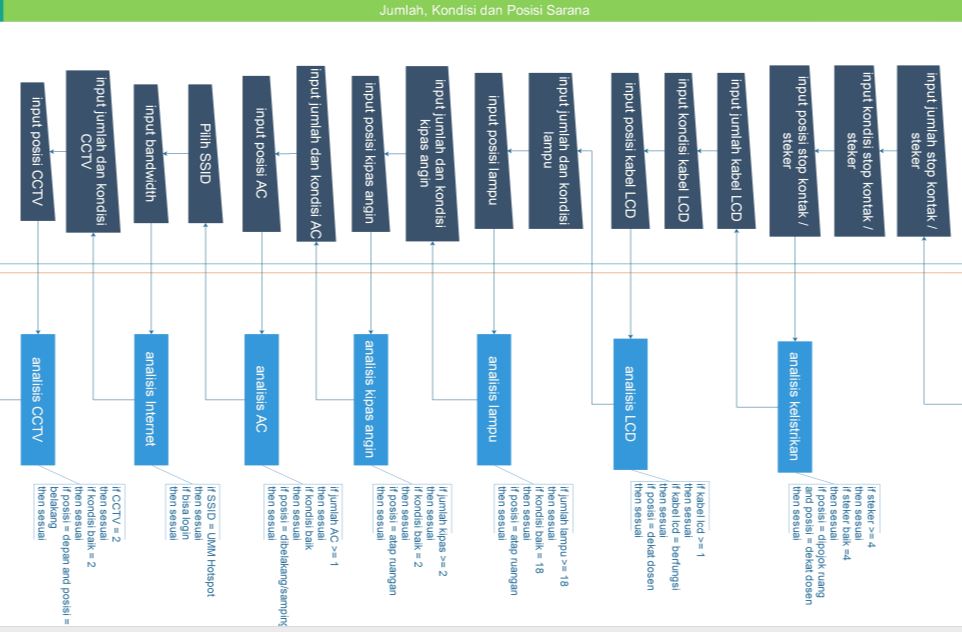 Jumlah, Kondisi dan Posisi Sarana
input jumlah stop kontak /
steker
input kondisi stop kontak /
steker
input posisi stop kontak /
steker
analisis kelistrikan
if steker >= 4
then sesuai
if steker baik =4
then sesuai
if posisi = dipojok ruang
and posisi = dekat dosen
then sesuai
input jumlah kabel LCD
input kondisi kabel LCD
input posisi kabel LCD
analisis LCD
if kabel lcd >= 1
then sesuai
if kabel lcd = berfungsi
then sesuai
if posisi = dekat dosen
then sesuai
input jumlah dan kondisi
lampu
input posisi lampu
analisis lampu
if jumlah lampu >= 18
then sesuai
if kondisi baik = 18
then sesuai
if posisi = atap ruangan
then sesuai
input jumlah dan kondisi
kipas angin
input posisi kipas angin
analisis kipas angin
if jumlah kipas >= 2
then sesuai
if kondisi baik = 2
then sesuai
if posisi = atap ruangan
then sesuai
input jumlah dan kondisi AC
input posisi AC
analisis AC
if jumlah AC >= 1
then sesuai
if kondisi baik
then sesuai
if posisi = dibelakang/samping
then sesuai
Pilih SSID
input bandwidth
analisis Internet
if SSID = UMM Hotspot
then sesuai
if bisa login
then sesuai
input jumlah dan kondisi
CCTV
input posisi CCTV
analisis CCTV
if CCTV = 2
then sesuai
if kondisi baik = 2
then sesuai
if posisi = depan and posisi =
belakang
then sesuai